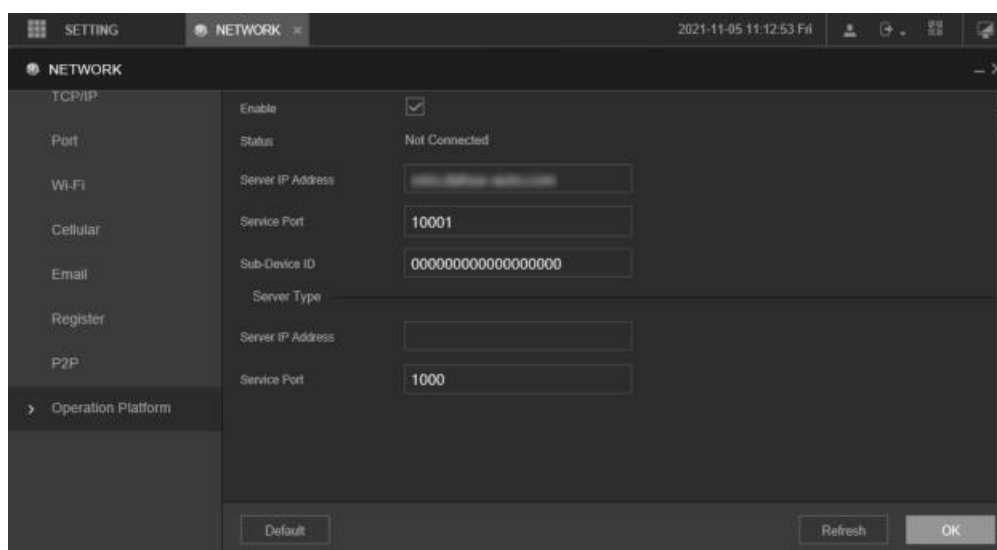 SETTING
NETWORK ×
2021-11-05 11:12:53 Fri
NETWORK
TCP/IP
Port
Wi-Fi
Cellular
Email
Register
P2P
Operation Platform
Enable
Status Not Connected
Server IP Address
Service Port 10001
Sub-Device ID 000000000000000000
Server Type
Server IP Address
Service Port 1000
Default
Refresh
OK